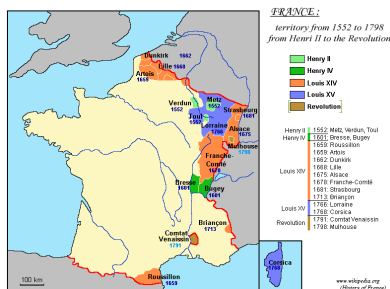 FRANCE :
territory from 1552 to 1798
from Henri II to the Revolution
Henry II
Henry IV
Louis XIV
Louis XV
Revolution
Henry II
1552: Metz, Verdun, Toul
Henry IV
1601: Bresse, Bugey
1659: Roussillon
1659: Artois
1662: Dunkirk
1668: Lille
Louis XIV
1675: Alsace
1678: Franche-Comté
1681: Strasbourg
1713: Briançon
Louis XV
1766: Lorraine
1768: Corsica
Revolution
1791: Comtat Venaissin
1798: Mulhouse
Dunkirk
1662
Lille 1668
Artois
1659
Verdun
1552
Metz
1552
Toul
1552
Lorraine
1766
Strasbourg
1681
Alsace
1675
Mulhouse
1798
Franche-
Comté
1678
Bresse
1601
Bugey
1601
Briançon
1713
Comtat
Venaissin
1791
Roussillon
1659
Corsica
1768
100 km
www.wikipedia.org
(History of France)